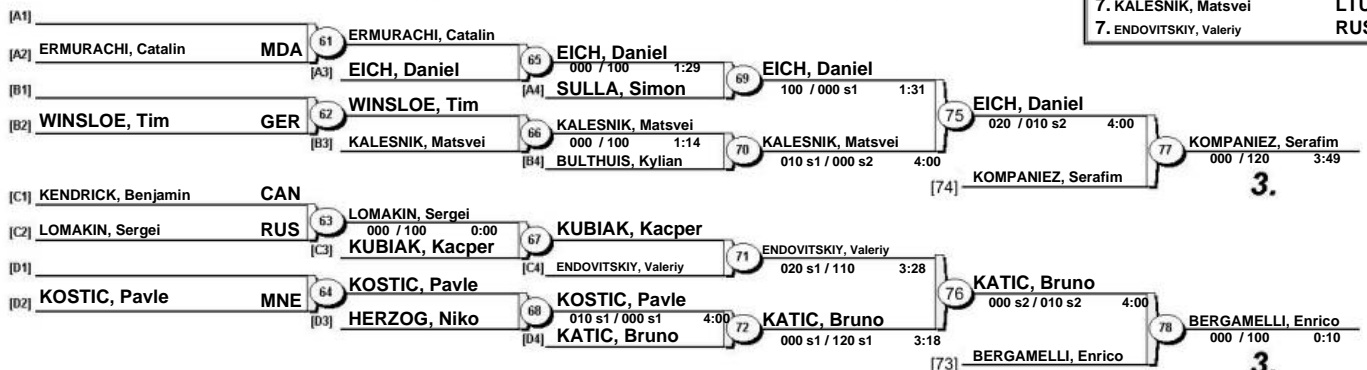 7. KALESNIK, Matsvei LTU
7. ENDOVITSKIY, Valeriy RUS
[A1]
[A2] ERMURACHI, Catalin MDA
61 ERMURACHI, Catalin
[A3] EICH, Daniel
65 EICH, Daniel
000 / 100 1:29
[A4] SULLA, Simon
69 EICH, Daniel
100 / 000 s1 1:31
[B1]
[B2] WINSLOE, Tim GER
62 WINSLOE, Tim
[B3] KALESNIK, Matsvei
66 KALESNIK, Matsvei
000 / 100 1:14
[B4] BULTHUIS, Kylian
70 KALESNIK, Matsvei
010 s1 / 000 s2 4:00
75 EICH, Daniel
020 / 010 s2 4:00
[74] KOMPANIEZ, Serafim
77 KOMPANIEZ, Serafim
000 / 120 3:49
3.
[C1] KENDRICK, Benjamin CAN
[C2] LOMAKIN, Sergei RUS
63 LOMAKIN, Sergei
000 / 100 0:00
[C3] KUBIAK, Kacper
67 KUBIAK, Kacper
[C4] ENDOVITSKIY, Valeriy
71 ENDOVITSKIY, Valeriy
020 s1 / 110 3:28
[D1]
[D2] KOSTIC, Pavle MNE
64 KOSTIC, Pavle
[D3] HERZOG, Niko
68 KOSTIC, Pavle
010 s1 / 000 s1 4:00
[D4] KATIC, Bruno
72 KATIC, Bruno
000 s1 / 120 s1 3:18
76 KATIC, Bruno
000 s2 / 010 s2 4:00
[73] BERGAMELLI, Enrico
78 BERGAMELLI, Enrico
000 / 100 0:10
3.